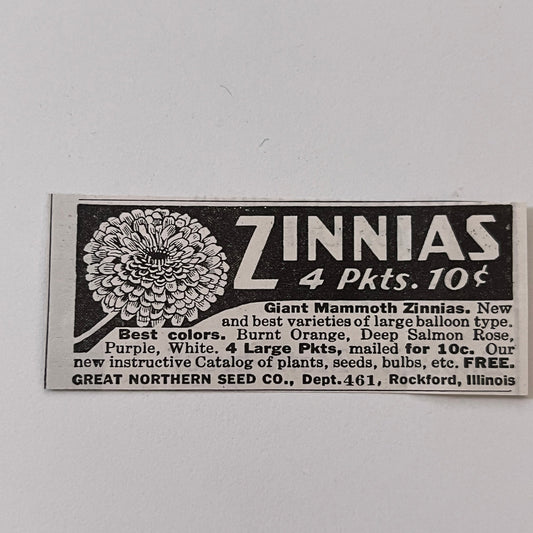 ZINNIAS
4 Pkts. 10¢
Giant Mammoth Zinnias. New
and best varieties of large balloon type.
Best colors. Burnt Orange, Deep Salmon Rose,
Purple, White. 4 Large Pkts, mailed for 10c. Our
new instructive Catalog of plants, seeds, bulbs, etc. FREE.
GREAT NORTHERN SEED CO., Dept.461, Rockford, Illinois